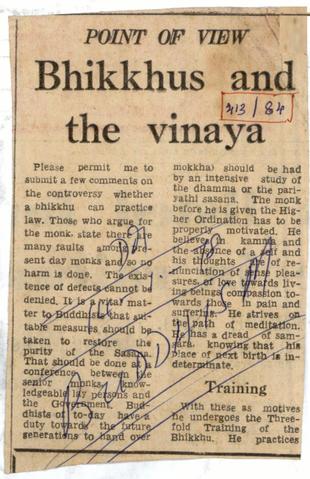 POINT OF VIEW
Bhikkhus and
the vinaya
413/84
Please permit me to
submit a few comments on
the controversy whether
a bhikkhu can practice
law. Those who argue for
the monk state there are
many faults among pre-
sent day monks and so no
harm is done. The exis-
tence of defects cannot be
denied. It is a vital mat-
ter to Buddhists that sui-
table measures should be
taken to restore the
purity of the Sasana.
That should be done at a
conference between the
senior monks, know-
ledgeable lay persons and
the Government. Bud-
dhists of to-day have a
duty towards the future
generations to hand over
mokkha) should be had
by an intensive study of
the dhamma or the pari-
yathi sasana. The monk
before he is given the Hig-
her Ordination has to be
properly motivated. He
believes in kamma and
the absence of a self and
his thoughts are of re-
nunciation of sense pleas-
ures of love towards liv-
ing beings compassion to-
wards those in pain and
suffering. He strives on
the path of meditation.
has a dread of sam-
sara. Knowing that his
place of next birth is in-
determinate.
Training
With these as motives
he undergoes the Three-
fold Training of the
Bhikkhu. He practices
BUDDHISM